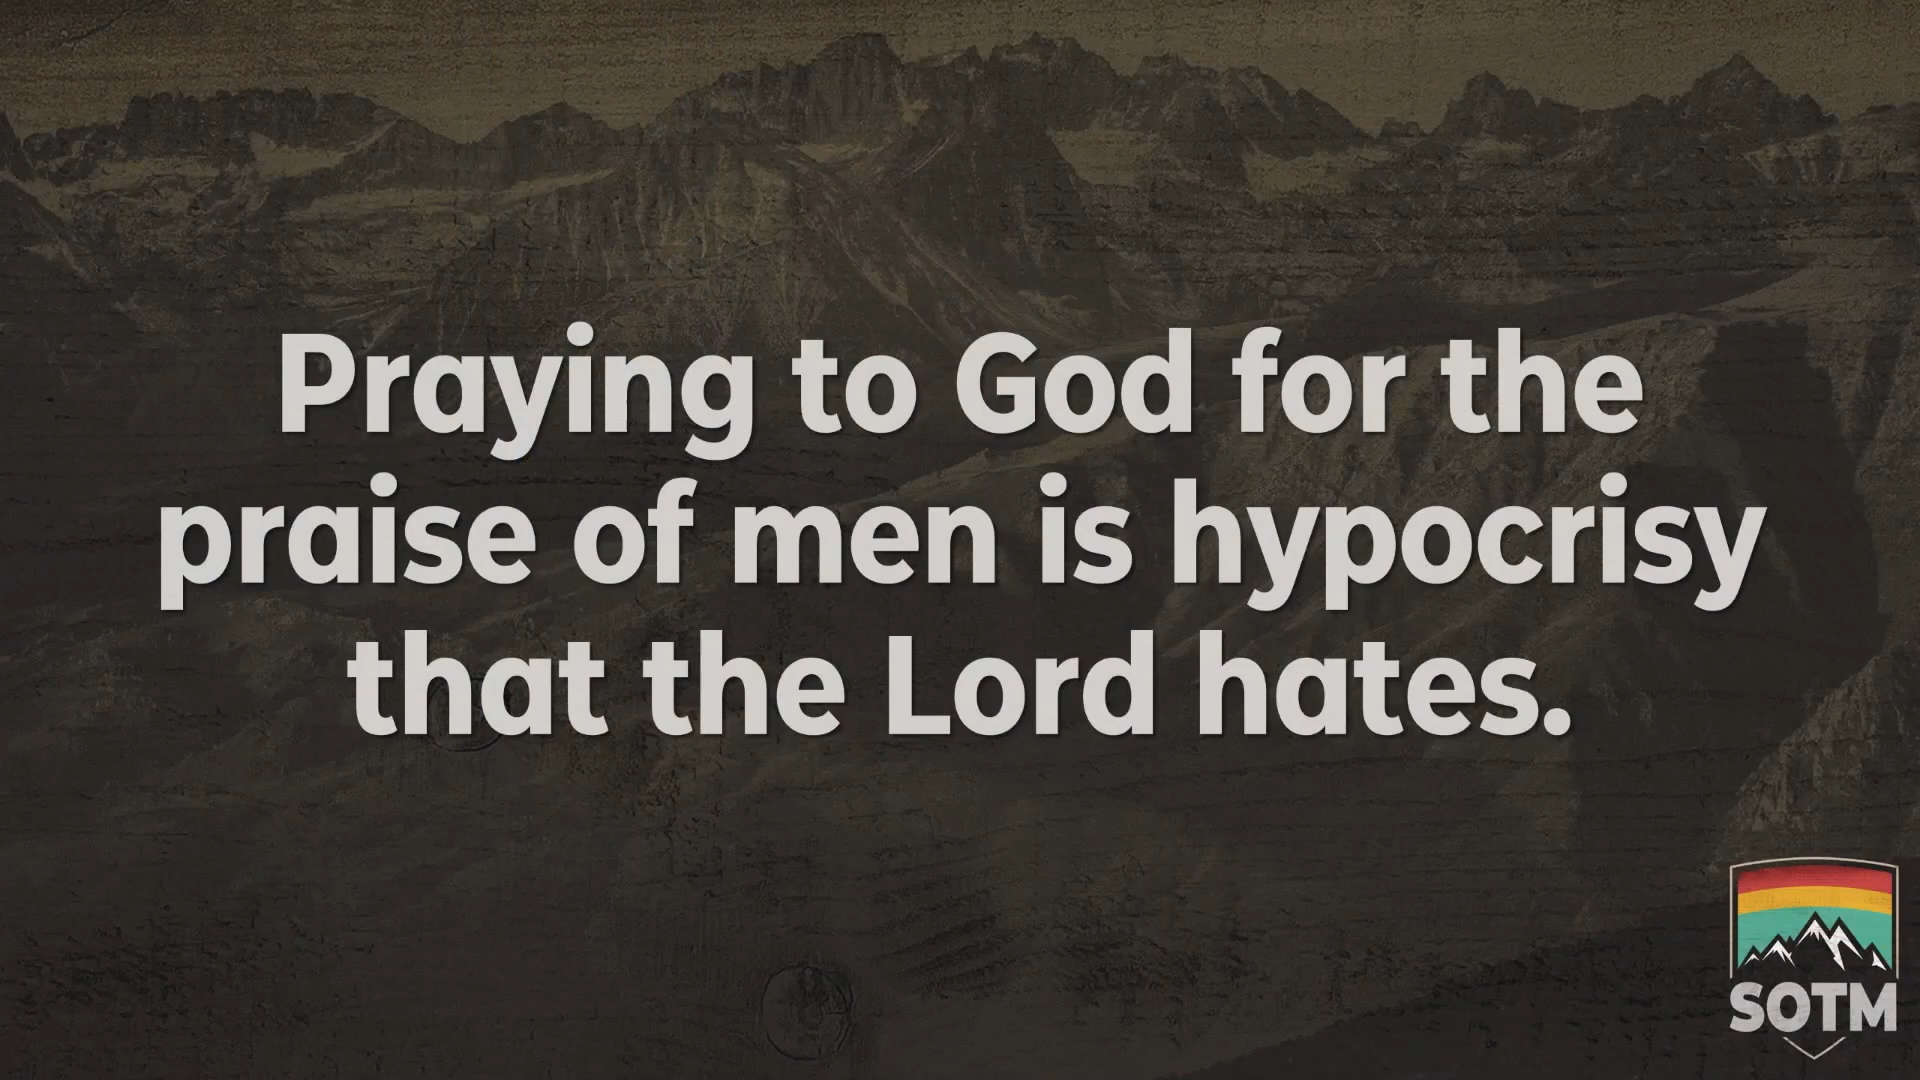 Praying to God for the
praise of men is hypocrisy
that the Lord hates.
SOTM